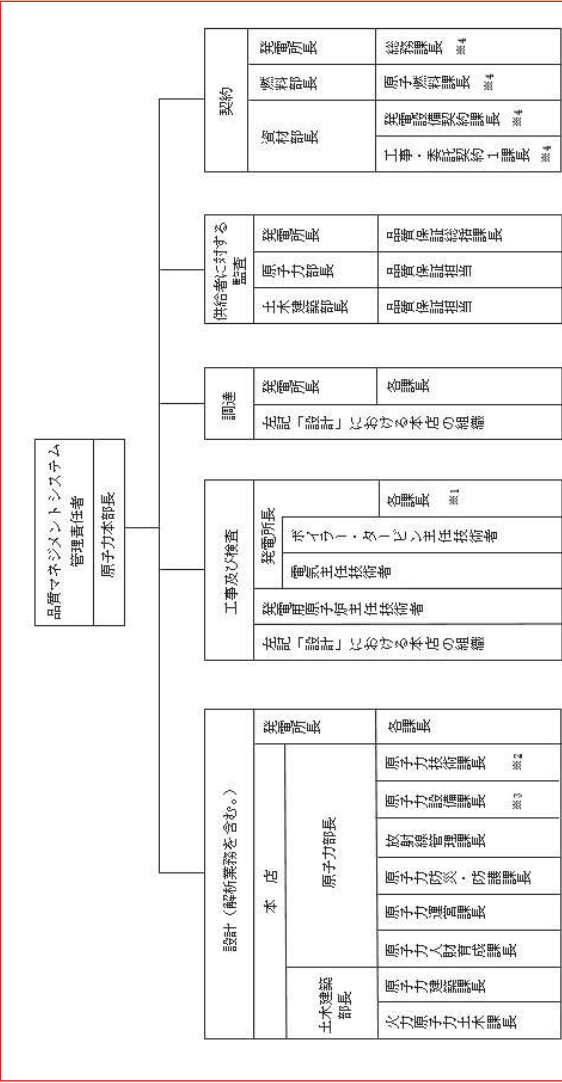 品質マネジメントシステム
管理責任者
原子力本部長
設計（解析業務を含む。）
発電所長
各課長
本店
原子力部長
原子力技術課長 ※2
原子力設備課長 ※3
放射線管理課長
原子力防災・防護課長
原子力運営課長
原子力人財育成課長
土木建築
部長
原子力建築課長
火力原子力土木課長
工事及び検査
発電所長
各課長 ※1
ボイラー・タービン主任技術者
電気主任技術者
発電用原子炉主任技術者
左記「設計」における本店の組織
調達
発電所長
各課長
左記「設計」における本店の組織
供給者に対する
監査
発電所長
品質保証総括課長
原子力部長
品質保証担当
土木建築部長
品質保証担当
契約
発電所長
総務課長 ※4
燃料部長
原子燃料課長 ※4
資材部長
発電設備契約課長 ※4
工事・委託契約1課長 ※4